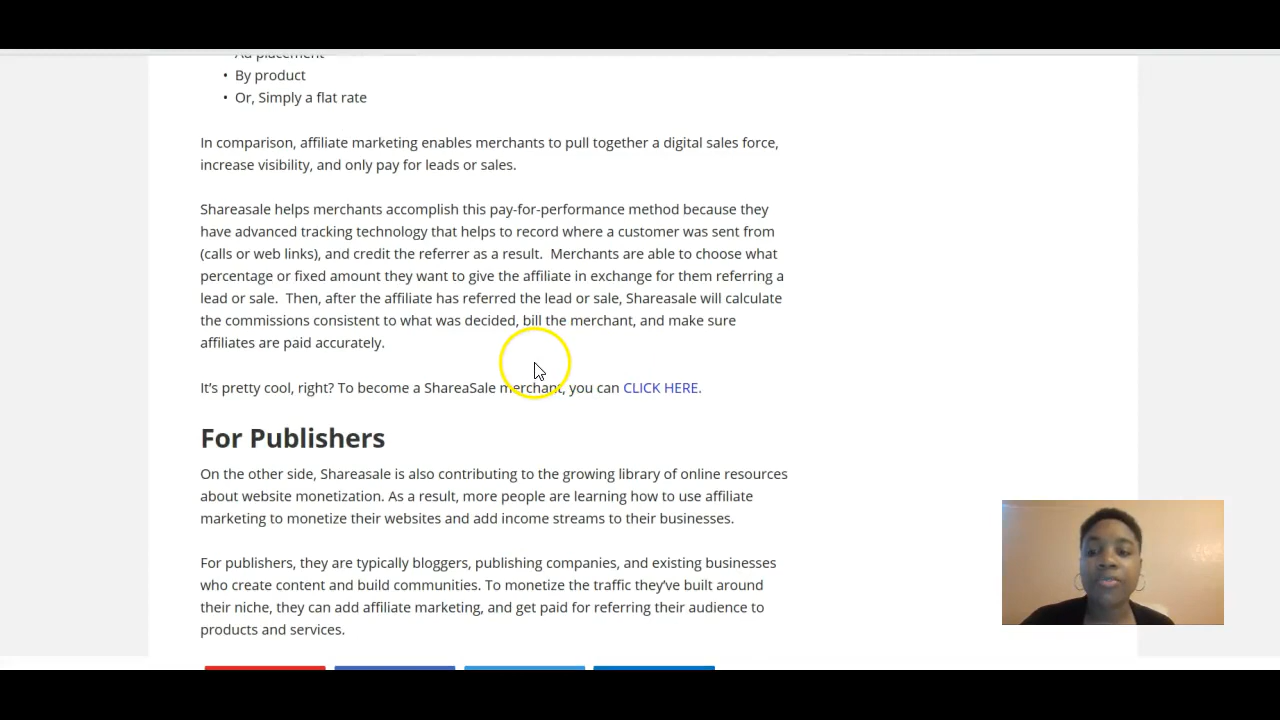 Ad placement
• By product
• Or, Simply a flat rate
In comparison, affiliate marketing enables merchants to pull together a digital sales force,
increase visibility, and only pay for leads or sales.
Shareasale helps merchants accomplish this pay-for-performance method because they
have advanced tracking technology that helps to record where a customer was sent from
(calls or web links), and credit the referrer as a result.  Merchants are able to choose what
percentage or fixed amount they want to give the affiliate in exchange for them referring a
lead or sale.  Then, after the affiliate has referred the lead or sale, Shareasale will calculate
the commissions consistent to what was decided, bill the merchant, and make sure
affiliates are paid accurately.
It's pretty cool, right? To become a ShareaSale merchant, you can CLICK HERE.
For Publishers
On the other side, Shareasale is also contributing to the growing library of online resources
about website monetization. As a result, more people are learning how to use affiliate
marketing to monetize their websites and add income streams to their businesses.
For publishers, they are typically bloggers, publishing companies, and existing businesses
who create content and build communities. To monetize the traffic they've built around
their niche, they can add affiliate marketing, and get paid for referring their audience to
products and services.